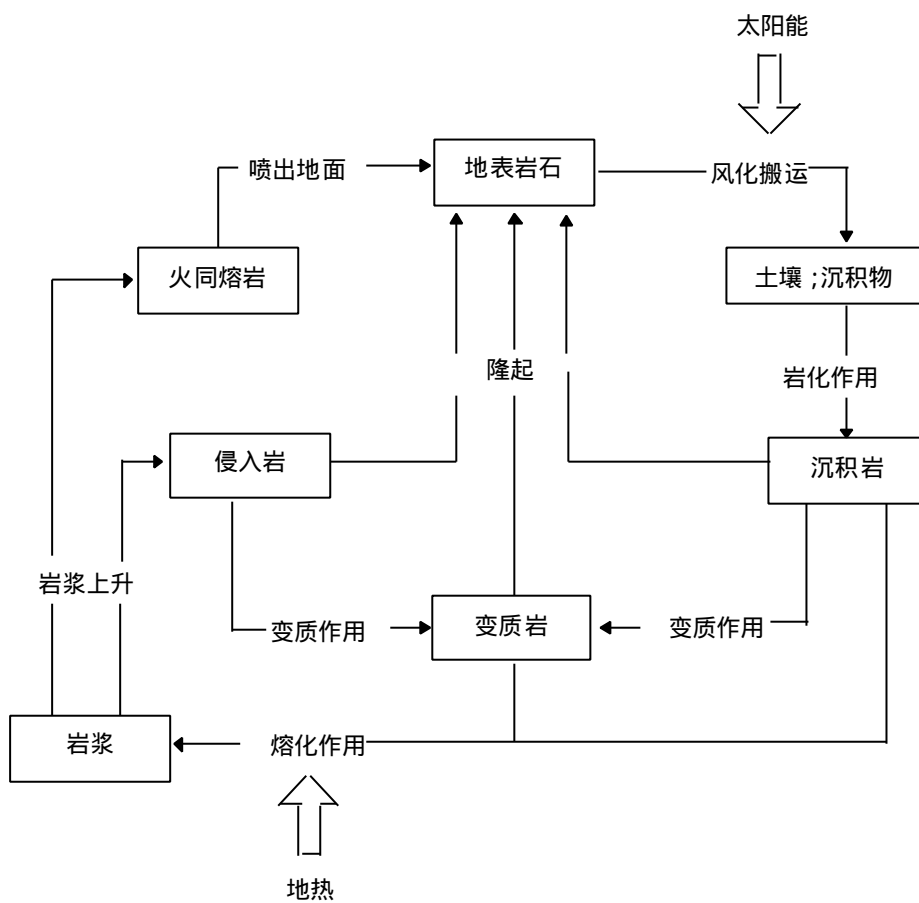 太阳能
喷出地面
地表岩石
风化搬运
火同熔岩
土壤 ;沉积物
隆起
岩化作用
侵入岩
沉积岩
岩浆上升
变质作用
变质岩
变质作用
岩浆
熔化作用
地热